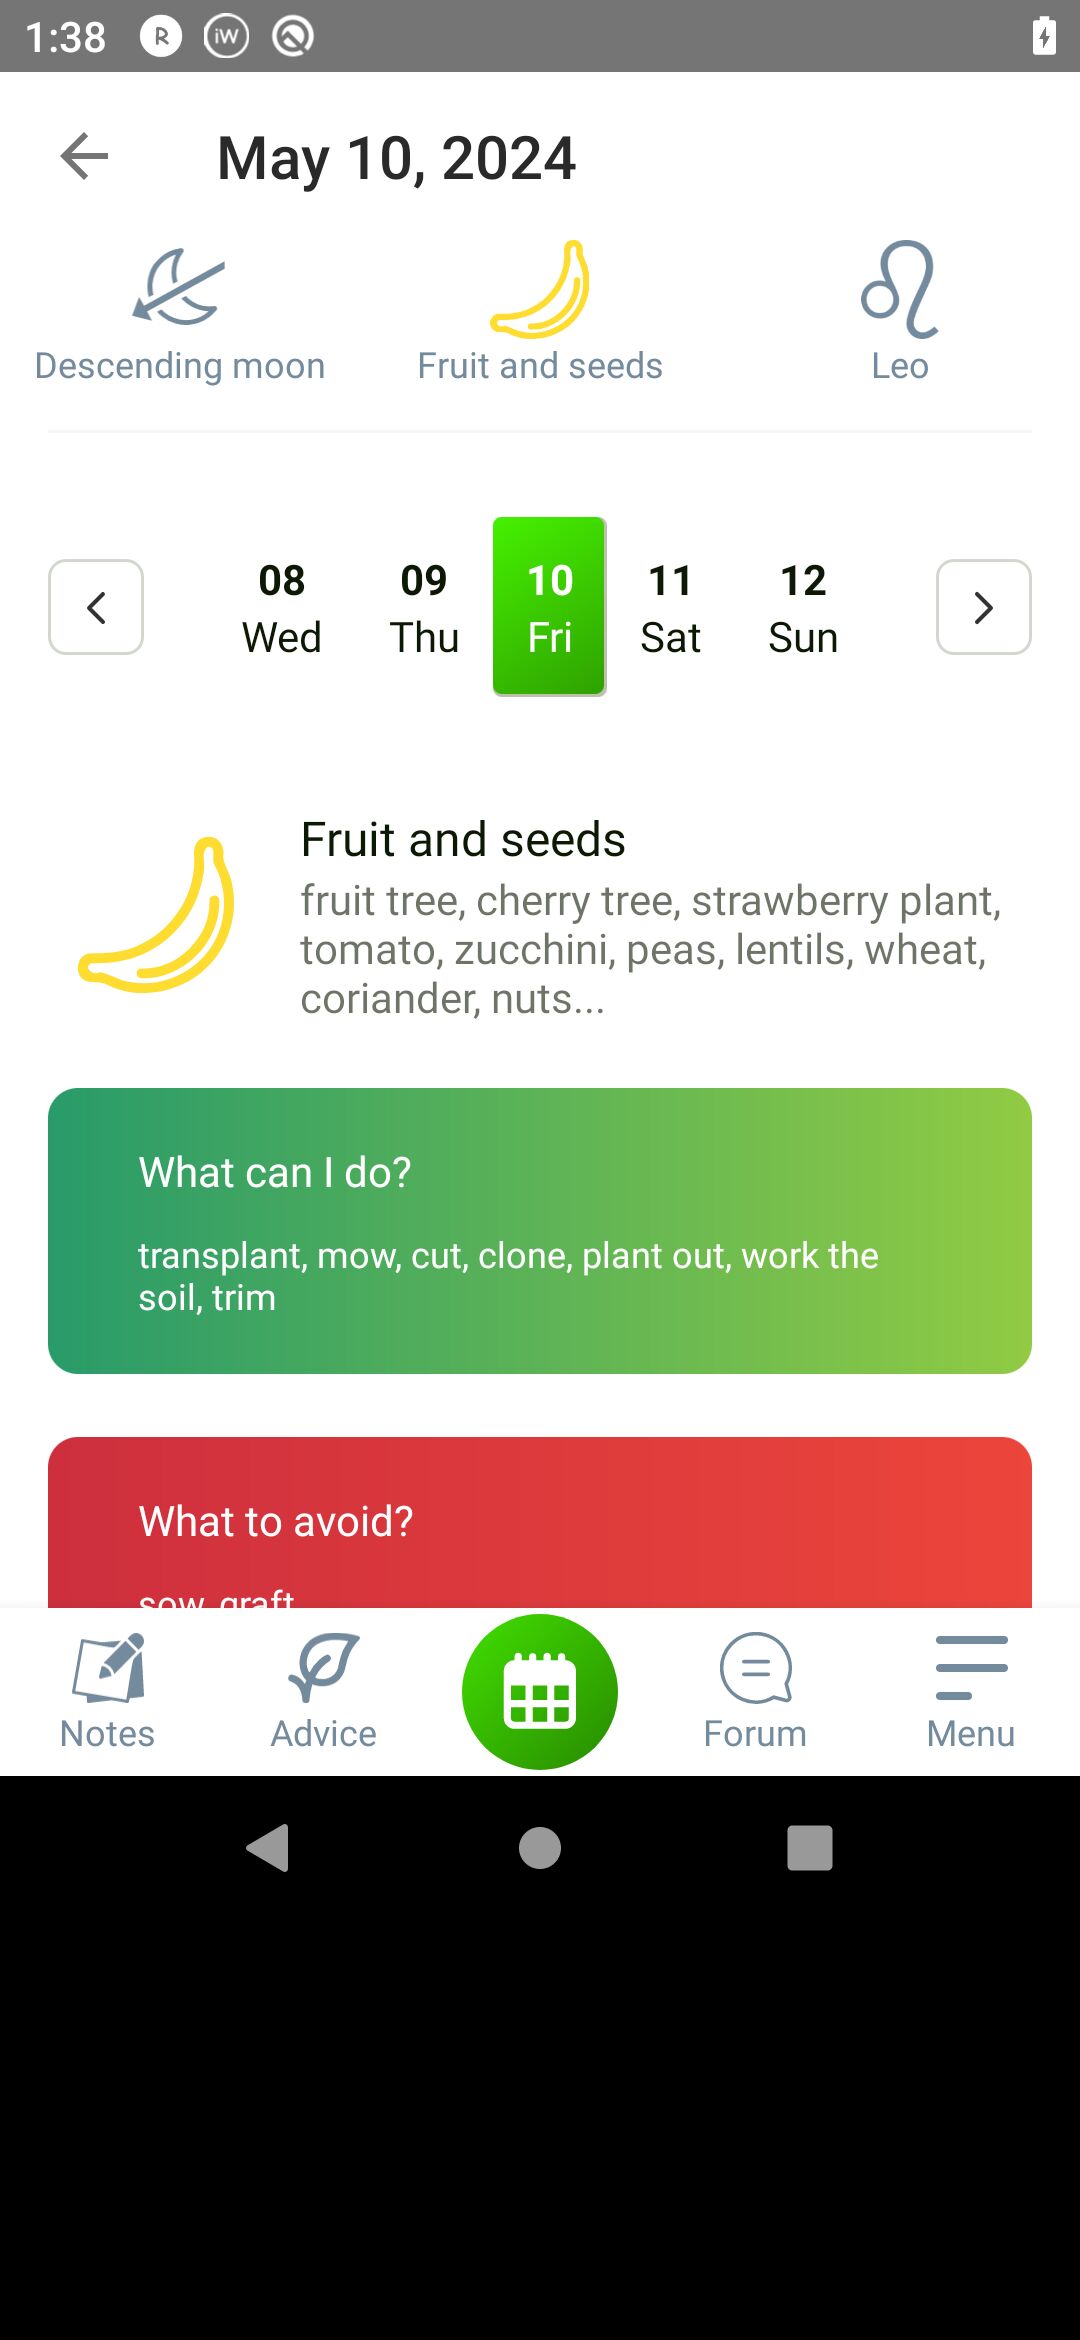 1:38
R
iW
May 10, 2024
Descending moon
Fruit and seeds
Leo
08
Wed
09
Thu
10
Fri
11
Sat
12
Sun
Fruit and seeds
fruit tree, cherry tree, strawberry plant,
tomato, zucchini, peas, lentils, wheat,
coriander, nuts...
What can I do?
transplant, mow, cut, clone, plant out, work the
soil, trim
What to avoid?
sow, graft
Notes
Advice
Forum
Menu